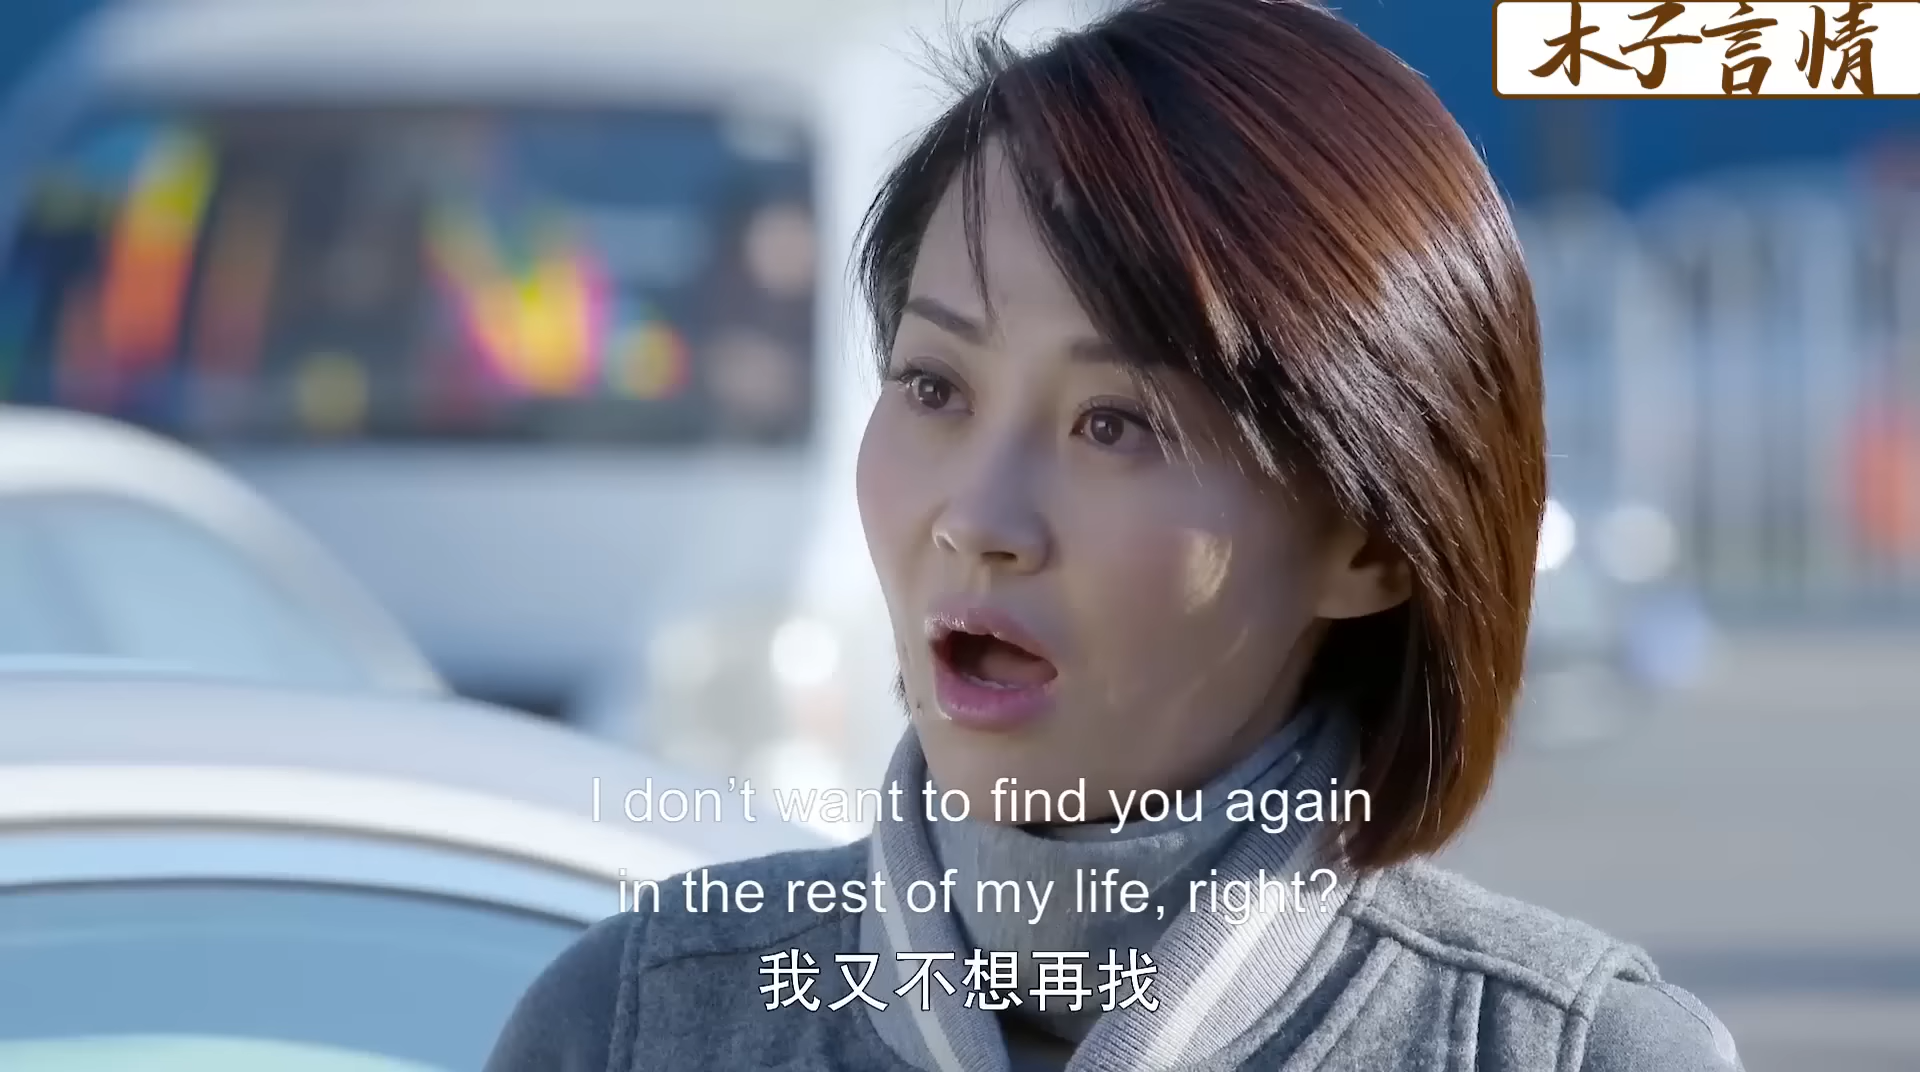 木子言情
I don't want to find you again
in the rest of my life, right?
我又不想再找